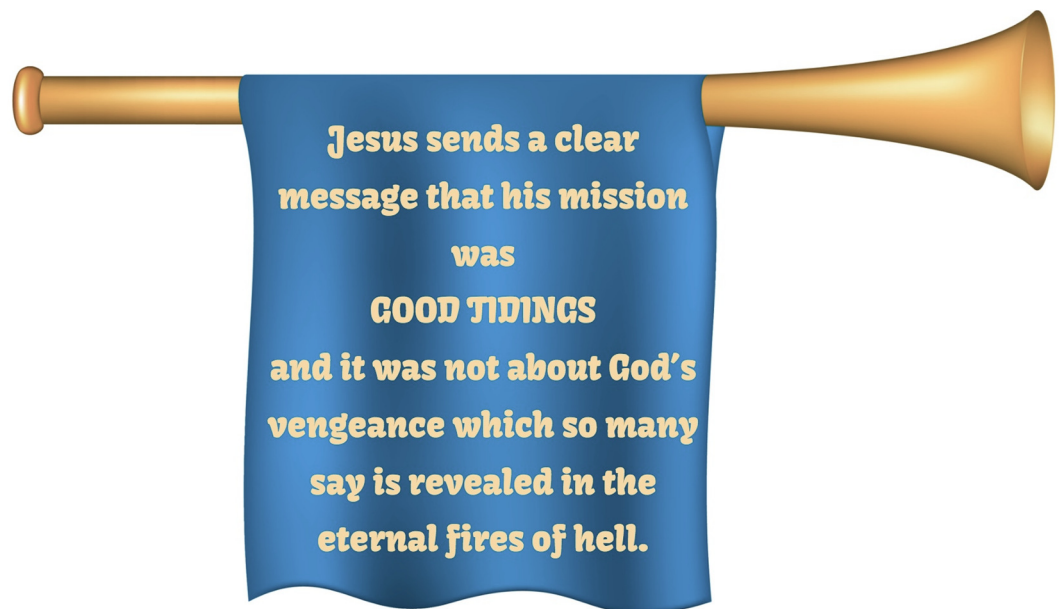 Jesus sends a clear
message that his mission
was
GOOD TIDINGS
and it was not about God's
vengeance which so many
say is revealed in the
eternal fires of hell.